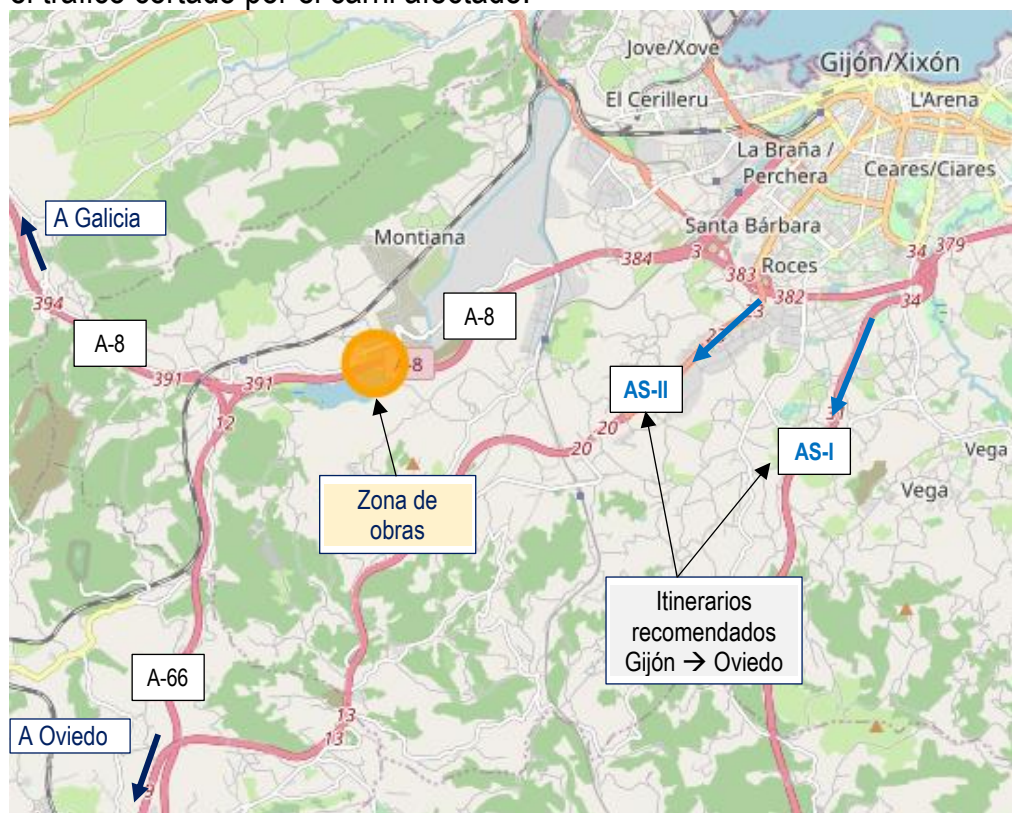 el tráfico cortado por el carril afectado.
Jove/Xove
Gijón/Xixón
El Cerilleru
L'Arena
La Braña /
Perchera
Ceares/Ciares
A Galicia
Santa Bárbara
Montiana
34
379
384
3
383
Roces
382
34
23
394
A-8
A-8
A-8
391
391
12
AS-II
20
20
AS-I
Vega
Vega
Zona de
obras
Itinerarios
recomendados
Gijón → Oviedo
A-66
13
13
A Oviedo